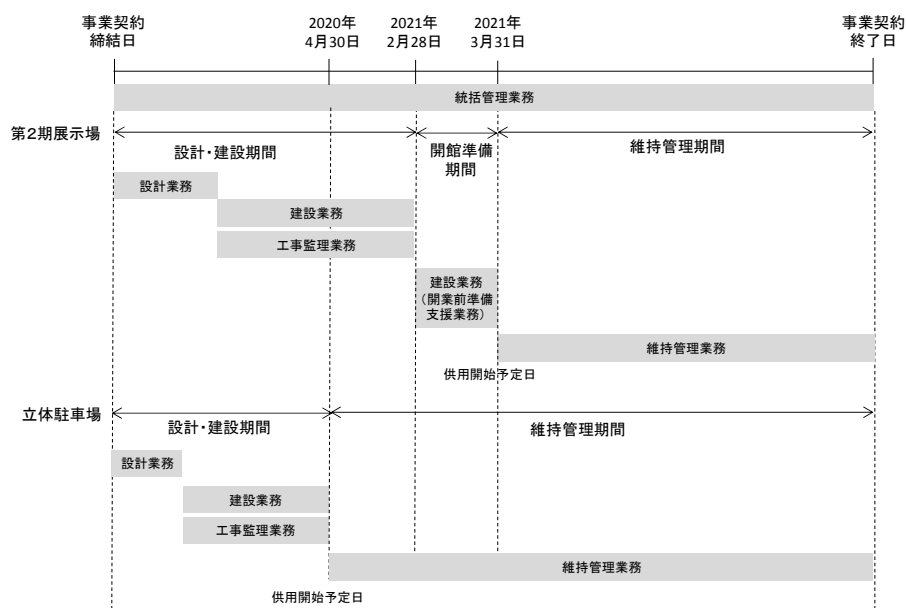 事業契約
締結日
2020年
4月30日
2021年
2月28日
2021年
3月31日
事業契約
終了日
統括管理業務
第2期展示場
設計・建設期間
開館準備
期間
維持管理期間
設計業務
建設業務
工事監理業務
建設業務
（開業前準備
支援業務）
維持管理業務
供用開始予定日
立体駐車場
設計・建設期間
維持管理期間
設計業務
建設業務
工事監理業務
維持管理業務
供用開始予定日